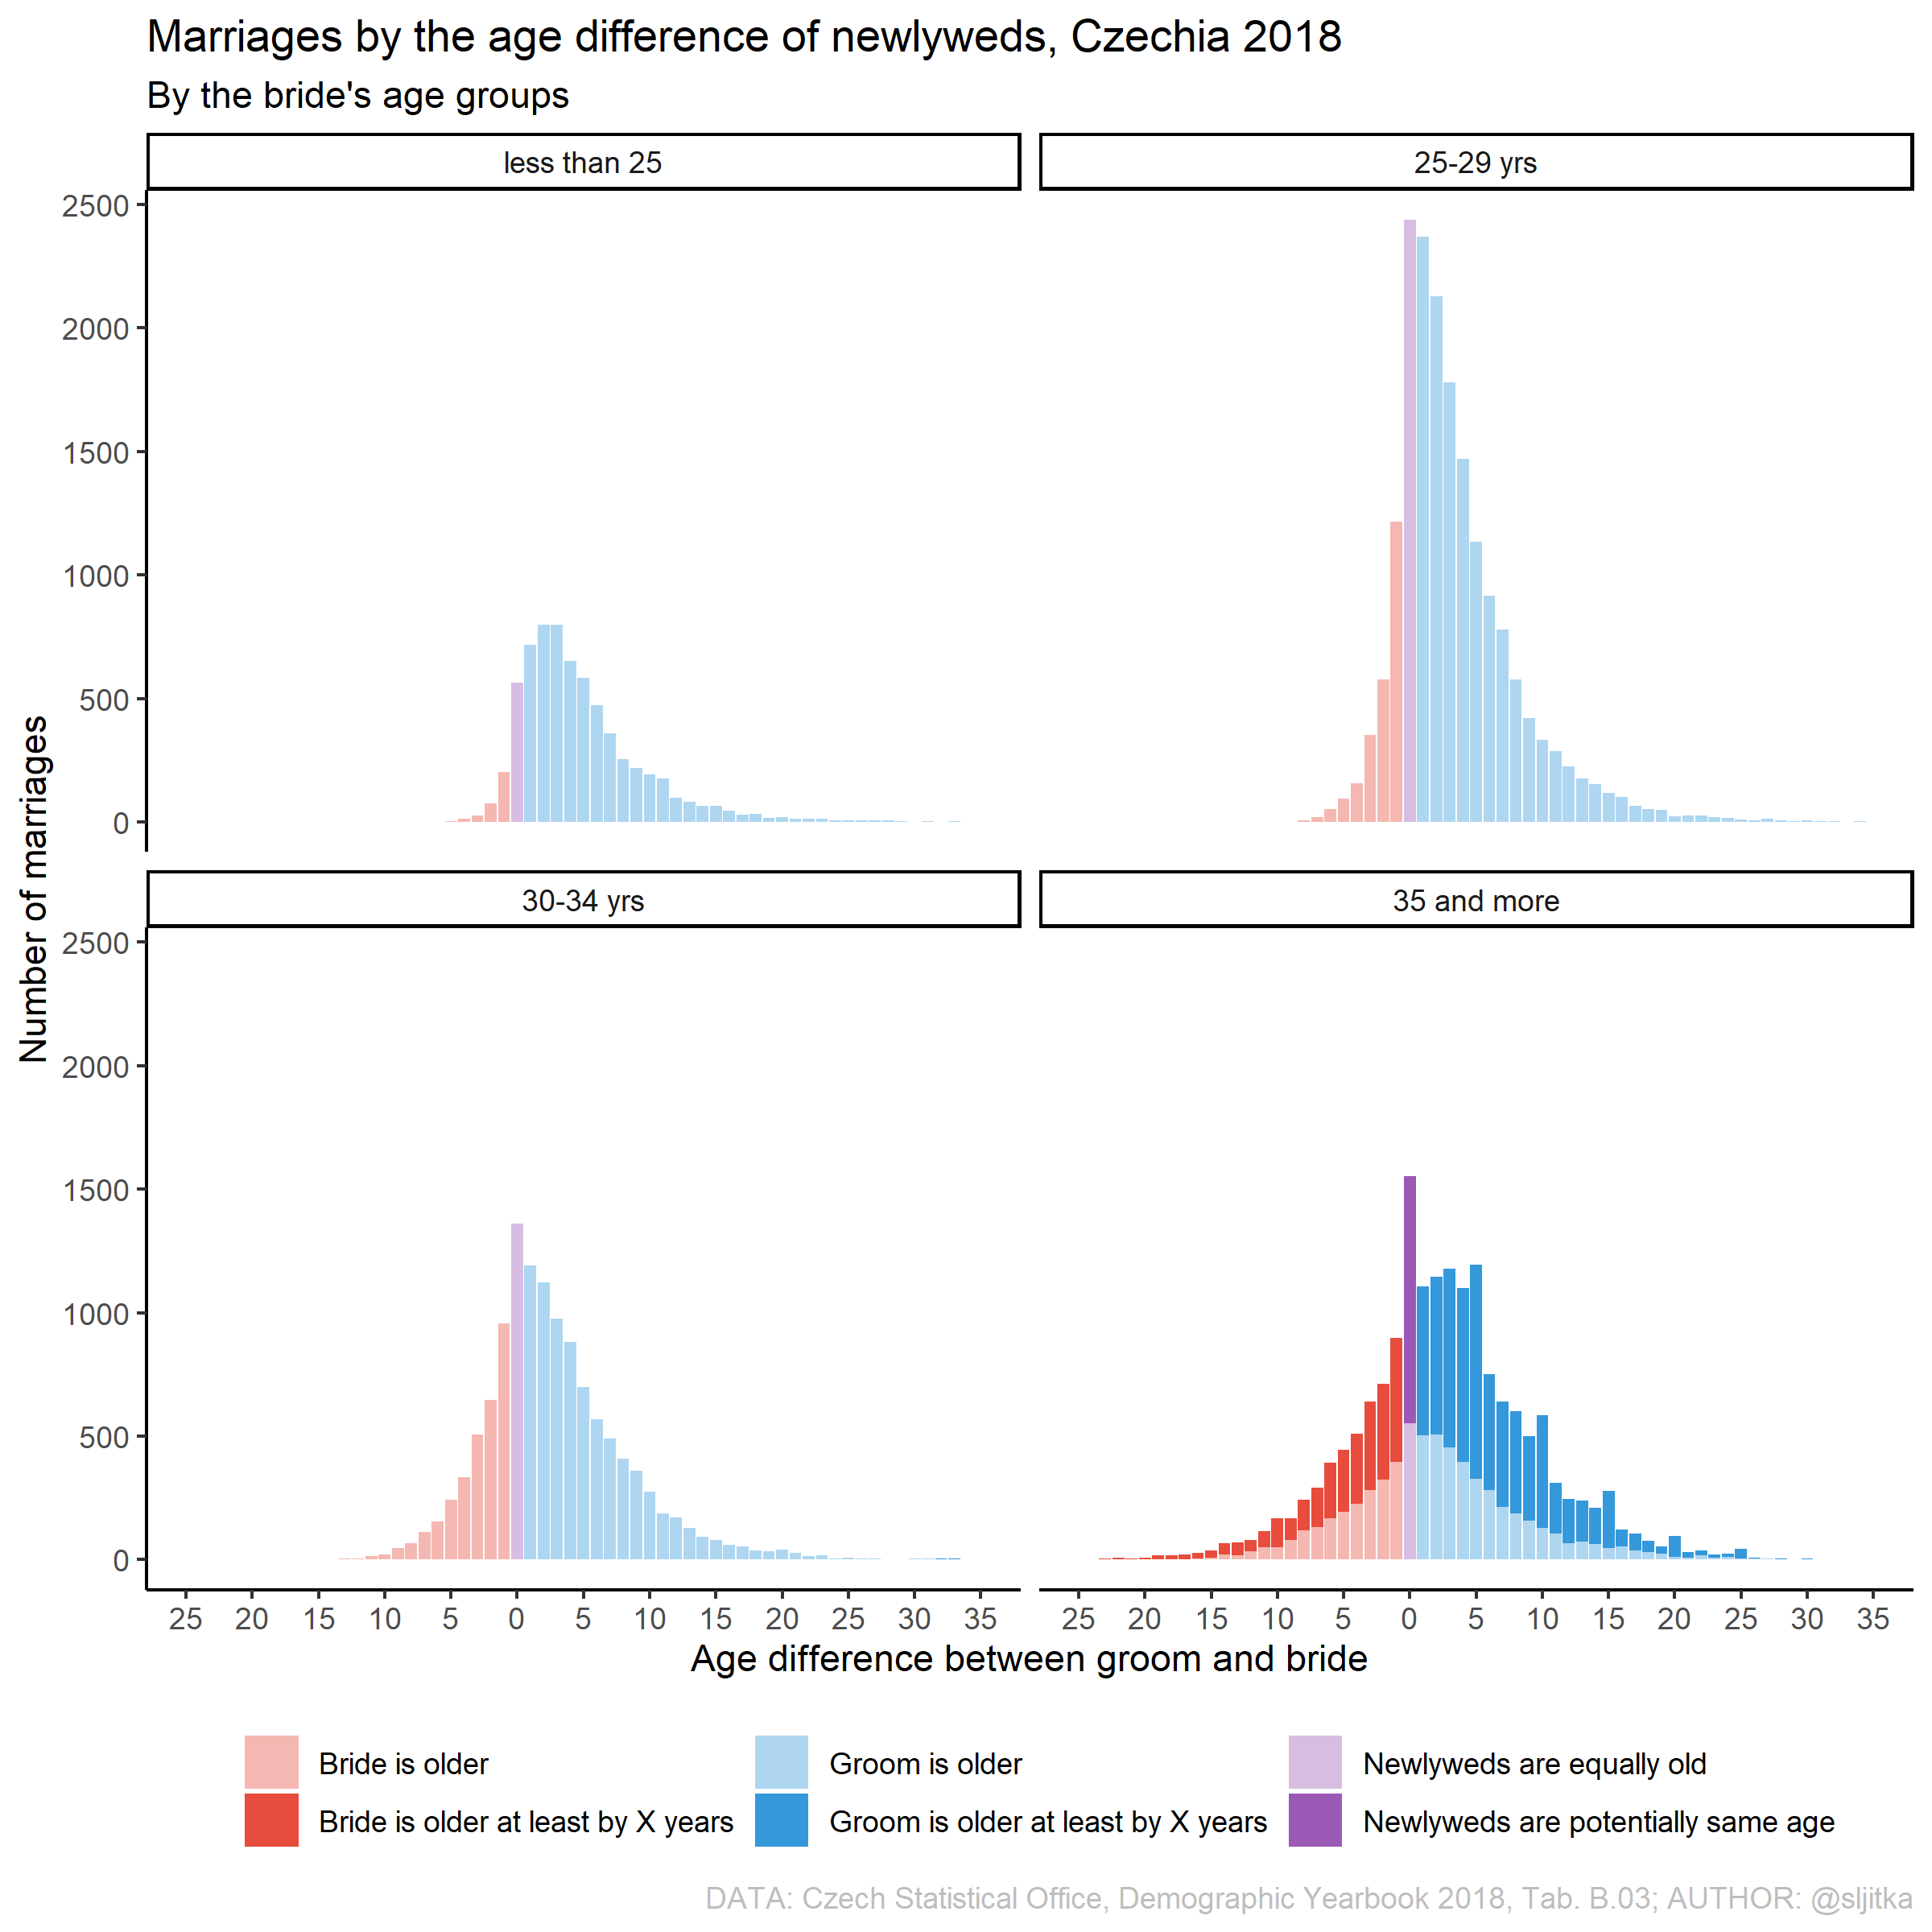 Marriages by the age difference of newlyweds, Czechia 2018
By the bride's age groups
less than 25
25-29 yrs
2500
2000
1500
1000
500
0
30-34 yrs
35 and more
2500
2000
1500
1000
500
0
Number of marriages
25 20 15 10 5 0 5 10 15 20 25 30 35
25 20 15 10 5 0 5 10 15 20 25 30 35
Age difference between groom and bride
Bride is older
Groom is older
Newlyweds are equally old
Bride is older at least by X years
Groom is older at least by X years
Newlyweds are potentially same age
DATA: Czech Statistical Office, Demographic Yearbook 2018, Tab. B.03; AUTHOR: @sljitka